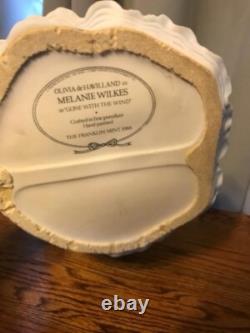 OLIVIA de HAVILLAND as
MELANIE WILKES
in "GONE WITH THE WIND"
Crafted in fine porcelain
Hand painted
THE FRANKLIN MINT 1988